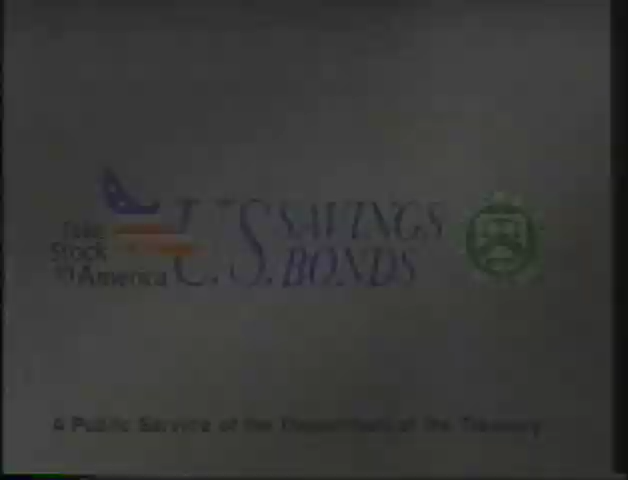 Take
Stock
in America
U.S. SAVINGS
BONDS
A Public Service of the Department of the Treasury